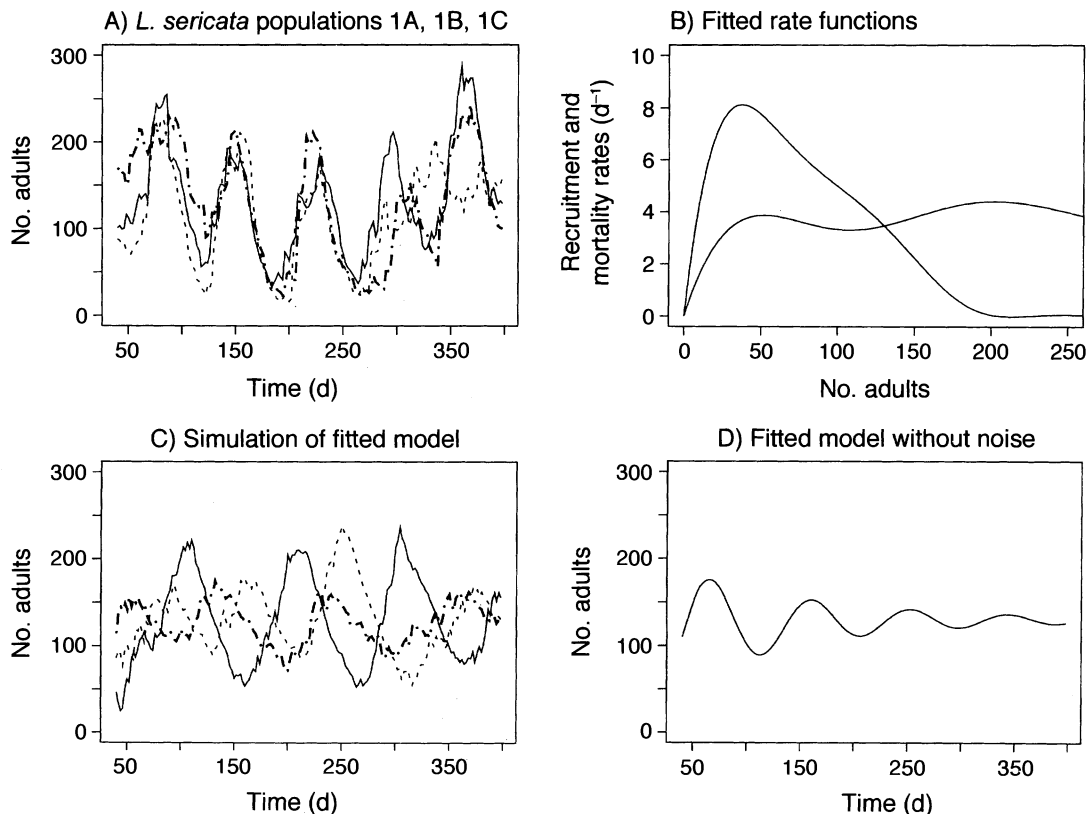 A) L. sericata populations 1A, 1B, 1C
No. adults
300
200
100
0
50
150
250
350
Time (d)
B) Fitted rate functions
Recruitment and
mortality rates (d⁻¹)
10
8
6
4
2
0
0
50
100
150
200
250
No. adults
C) Simulation of fitted model
No. adults
300
200
100
0
50
150
250
350
Time (d)
D) Fitted model without noise
No. adults
300
200
100
0
50
150
250
350
Time (d)